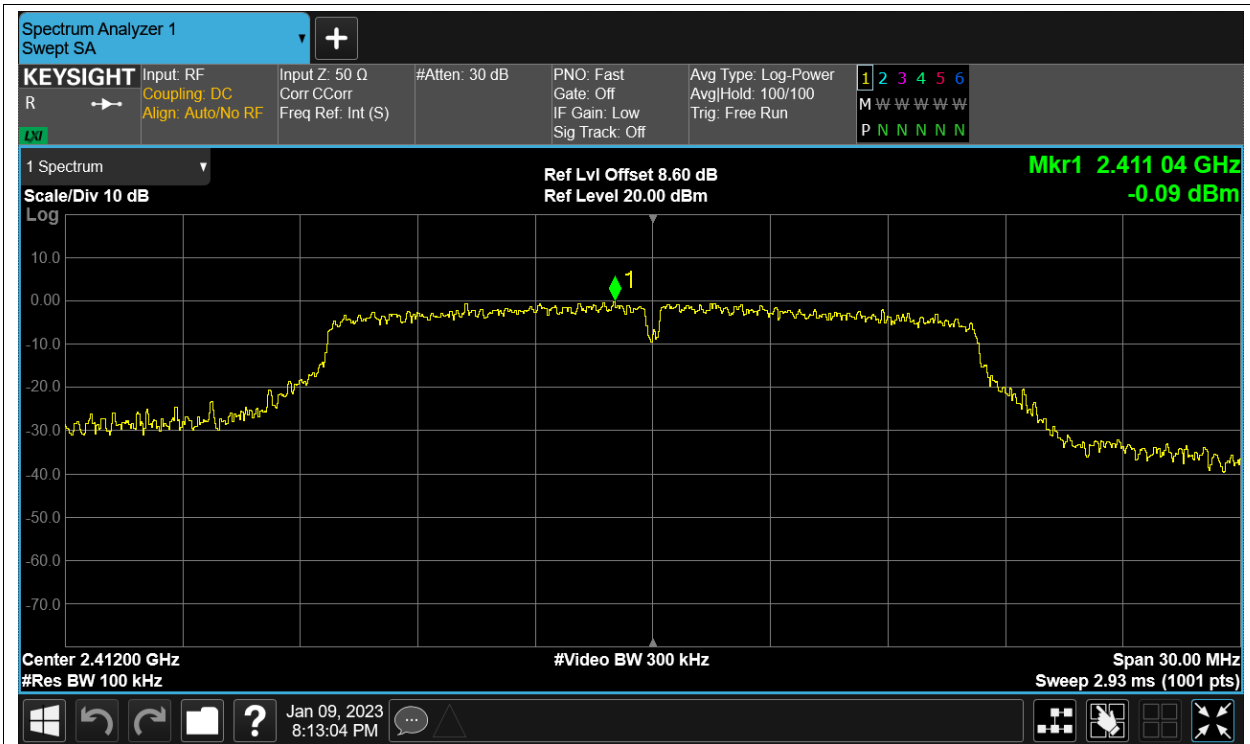 Spectrum Analyzer 1
Swept SA
KEYSIGHT
R
LXI
Input: RF
Coupling: DC
Align: Auto/No RF
Input Z: 50 Ω
Corr CCorr
Freq Ref: Int (S)
#Atten: 30 dB
PNO: Fast
Gate: Off
IF Gain: Low
Sig Track: Off
Avg Type: Log-Power
Avg|Hold: 100/100
Trig: Free Run
1 2 3 4 5 6
M W W W W W
P N N N N N
1 Spectrum
Scale/Div 10 dB
Ref Lvl Offset 8.60 dB
Ref Level 20.00 dBm
Mkr1 2.411 04 GHz
-0.09 dBm
Log
10.0
0.00
-10.0
-20.0
-30.0
-40.0
-50.0
-60.0
-70.0
1
Center 2.41200 GHz
#Res BW 100 kHz
#Video BW 300 kHz
Span 30.00 MHz
Sweep 2.93 ms (1001 pts)
?
Jan 09, 2023
8:13:04 PM